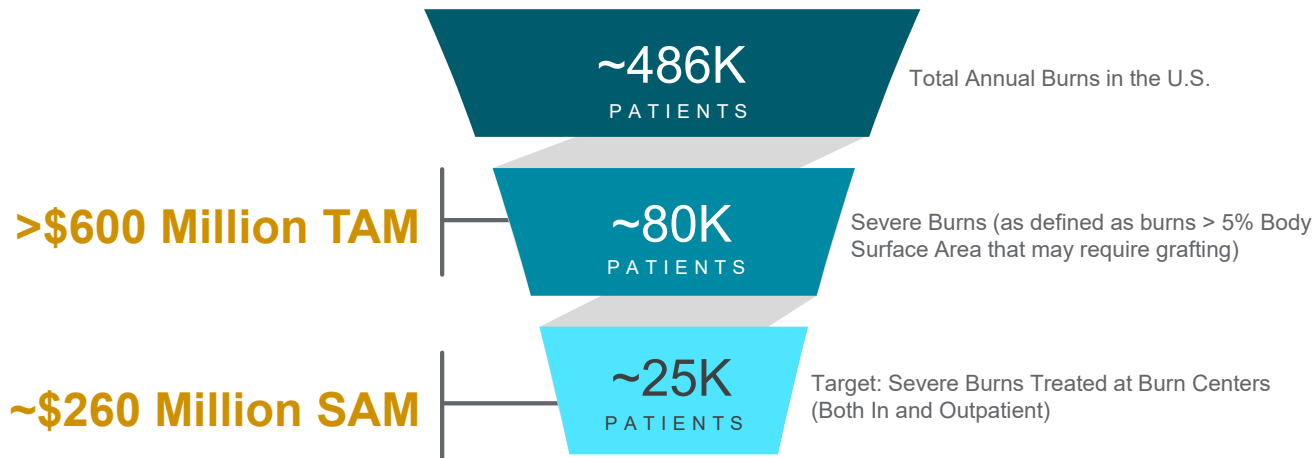 ~486K
PATIENTS
Total Annual Burns in the U.S.
>$600 Million TAM
~80K
PATIENTS
Severe Burns (as defined as burns > 5% Body
Surface Area that may require grafting)
~$260 Million SAM
~25K
PATIENTS
Target: Severe Burns Treated at Burn Centers
(Both In and Outpatient)